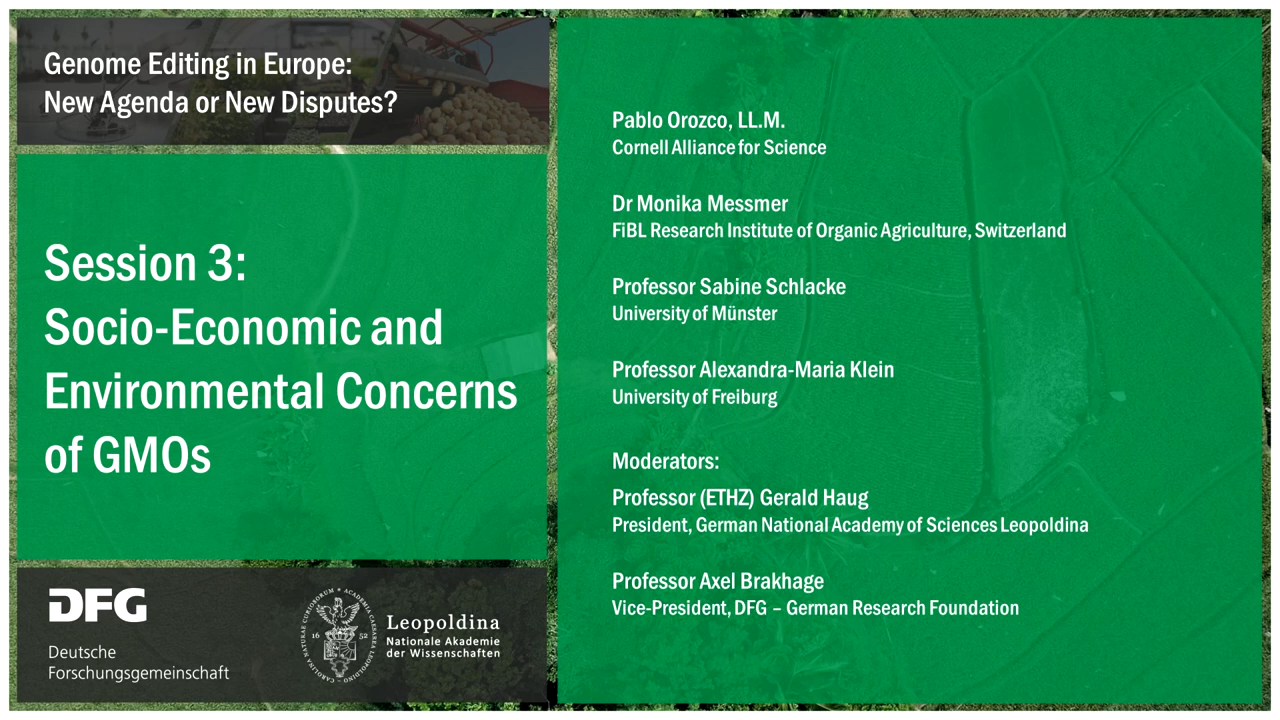 Genome Editing in Europe:
New Agenda or New Disputes?
Session 3:
Socio-Economic and
Environmental Concerns
of GMOs
DFG
Deutsche
Forschungsgemeinschaft
16 52
Leopoldina
Nationale Akademie
der Wissenschaften
Pablo Orozco, LL.M.
Cornell Alliance for Science
Dr Monika Messmer
FiBL Research Institute of Organic Agriculture, Switzerland
Professor Sabine Schlacke
University of Münster
Professor Alexandra-Maria Klein
University of Freiburg
Moderators:
Professor (ETHZ) Gerald Haug
President, German National Academy of Sciences Leopoldina
Professor Axel Brakhage
Vice-President, DFG – German Research Foundation